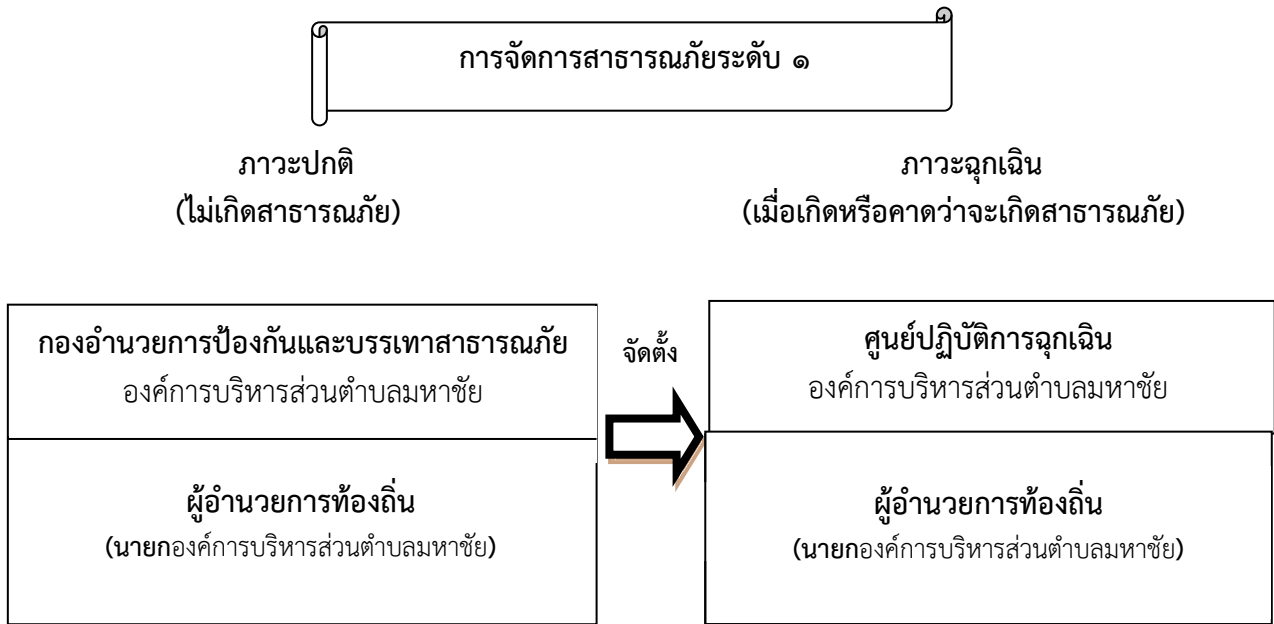 การจัดการสาธารณภัยระดับ ๑
ภาวะปกติ
(ไม่เกิดสาธารณภัย)
ภาวะฉุกเฉิน
(เมื่อเกิดหรือคาดว่าจะเกิดสาธารณภัย)
กองอำนวยการป้องกันและบรรเทาสาธารณภัย
องค์การบริหารส่วนตำบลมหาชัย
ผู้อำนวยการท้องถิ่น
(นายกองค์การบริหารส่วนตำบลมหาชัย)
จัดตั้ง
ศูนย์ปฏิบัติการฉุกเฉิน
องค์การบริหารส่วนตำบลมหาชัย
ผู้อำนวยการท้องถิ่น
(นายกองค์การบริหารส่วนตำบลมหาชัย)